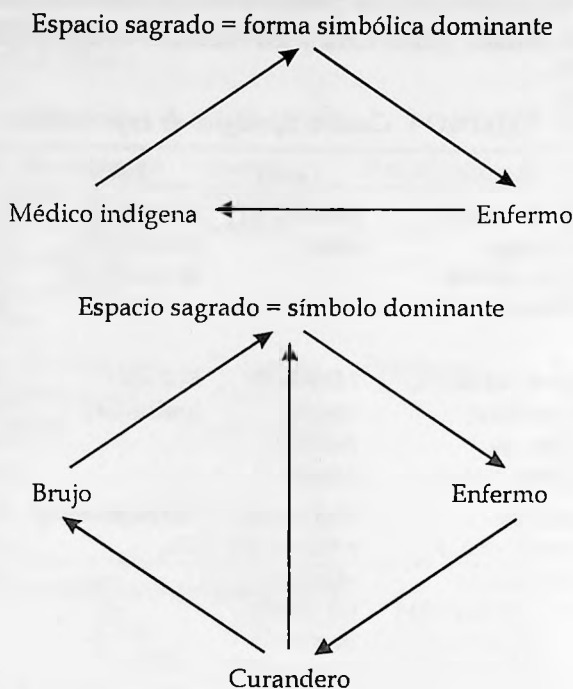 Espacio sagrado = forma simbólica dominante
Médico indígena Enfermo
Espacio sagrado = símbolo dominante
Brujo Enfermo
Curandero